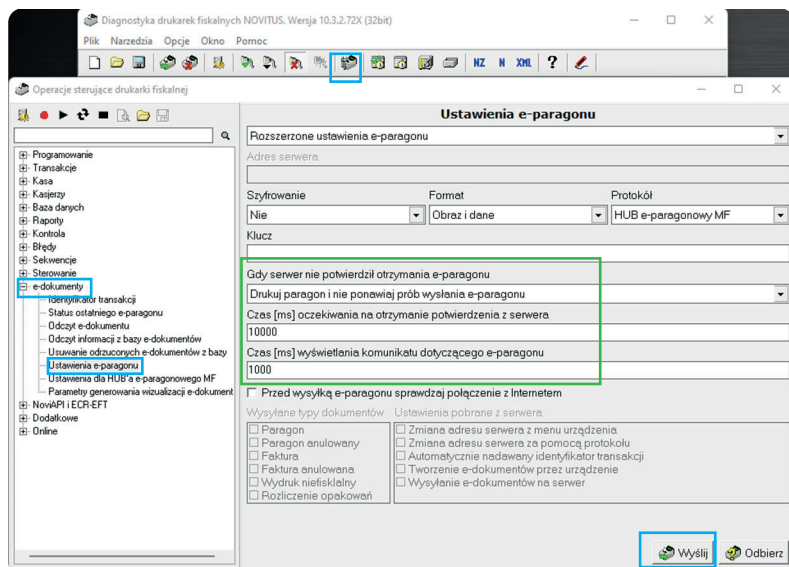 Diagnostyka drukarek fiskalnych NOVITUS. Wersja 10.3.2.72X (32bit)
Plik Narzedzia Opcje Okno Pomoc
NZ N XML ?
Operacje sterujące drukarki fiskalnej
Ustawienia e-paragonu
Rozszerzone ustawienia e-paragonu
Adres serwera
Szyfrowanie Format Protokół
Nie Obraz i dane HUB e-paragonowy MF
Klucz
Gdy serwer nie potwierdził otrzymania e-paragonu
Drukuj paragon i nie ponawiaj prób wysłania e-paragonu
Czas [ms] oczekiwania na otrzymanie potwierdzenia z serwera
10000
Czas [ms] wyświetlania komunikatu dotyczącego e-paragonu
1000
Przed wysyłką e-paragonu sprawdzaj połączenie z Internetem
Wysyłane typy dokumentów Ustawienia pobrane z serwera
Paragon
Paragon anulowany
Faktura
Faktura anulowana
Wydruk niefiskalny
Rozliczenie opakowań
Zmiana adresu serwera z menu urządzenia
Zmiana adresu serwera za pomocą protokołu
Automatycznie nadawany identyfikator transakcji
Tworzenie e-dokumentów przez urządzenie
Wysyłanie e-dokumentów na serwer
Programowanie
Transakcje
Kasa
Kasjerzy
Baza danych
Raporty
Kontrola
Błędy
Sekwencje
Sterowanie
e-dokumenty
Identyfikator transakcji
Status ostatniego e-paragonu
Odczyt e-dokumentu
Odczyt informacji z bazy e-dokumentów
Usuwanie odrzuconych e-dokumentów z bazy
Ustawienia e-paragonu
Ustawienia dla HUB'a e-paragonowego MF
Parametry generowania wizualizacji e-dokument
NoviAPI i ECR-EFT
Dodatkowe
Online
Wyślij Odbierz